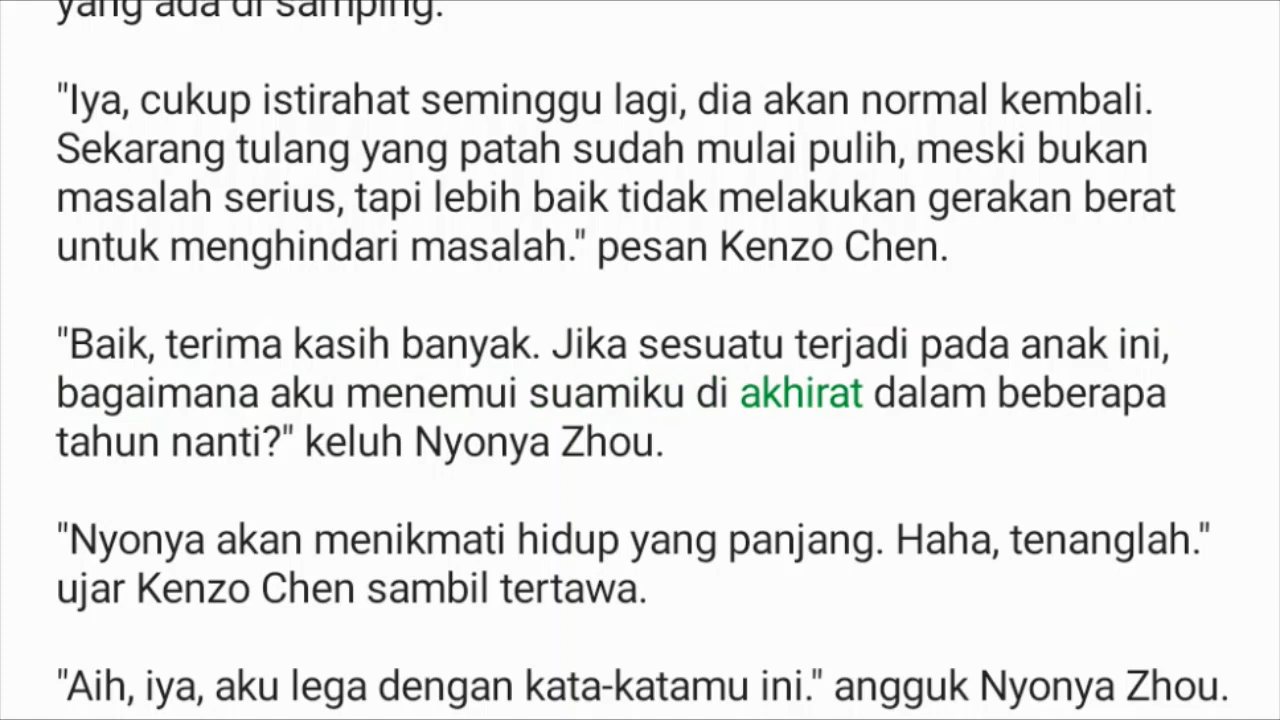 yang ada di samping.
"Iya, cukup istirahat seminggu lagi, dia akan normal kembali.
Sekarang tulang yang patah sudah mulai pulih, meski bukan
masalah serius, tapi lebih baik tidak melakukan gerakan berat
untuk menghindari masalah." pesan Kenzo Chen.
"Baik, terima kasih banyak. Jika sesuatu terjadi pada anak ini,
bagaimana aku menemui suamiku di akhirat dalam beberapa
tahun nanti?" keluh Nyonya Zhou.
"Nyonya akan menikmati hidup yang panjang. Haha, tenanglah."
ujar Kenzo Chen sambil tertawa.
"Aih, iya, aku lega dengan kata-katamu ini." angguk Nyonya Zhou.